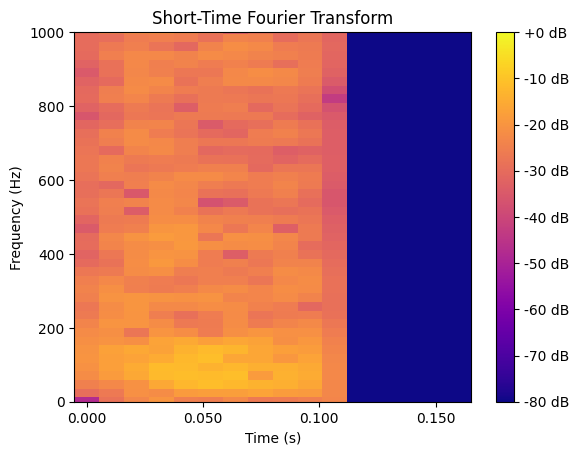 Short-Time Fourier Transform
1000
800
600
400
200
0
Frequency (Hz)
0.000
0.050
0.100
0.150
Time (s)
+0 dB
-10 dB
-20 dB
-30 dB
-40 dB
-50 dB
-60 dB
-70 dB
-80 dB